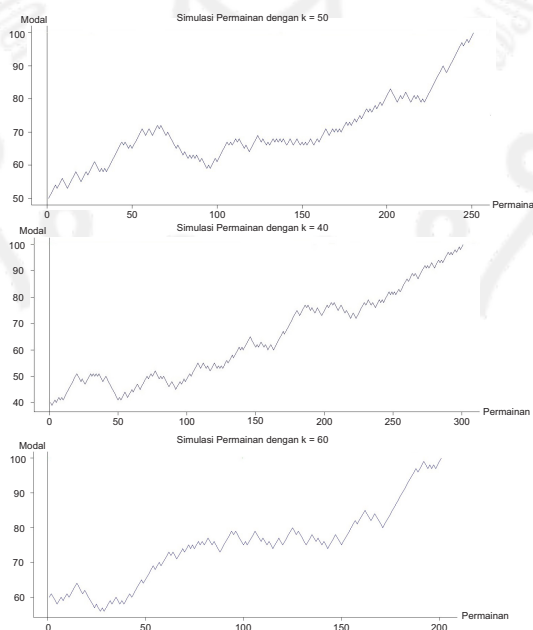 Simulasi Permainan dengan k = 50
Modal
100
90
80
70
60
50
0 50 100 150 200 250
Permaina
Simulasi Permainan dengan k = 40
Modal
100
90
80
70
60
50
40
0 50 100 150 200 250 300
Permainan
Simulasi Permainan dengan k = 60
Modal
100
90
80
70
60
0 50 100 150 200
Permainan